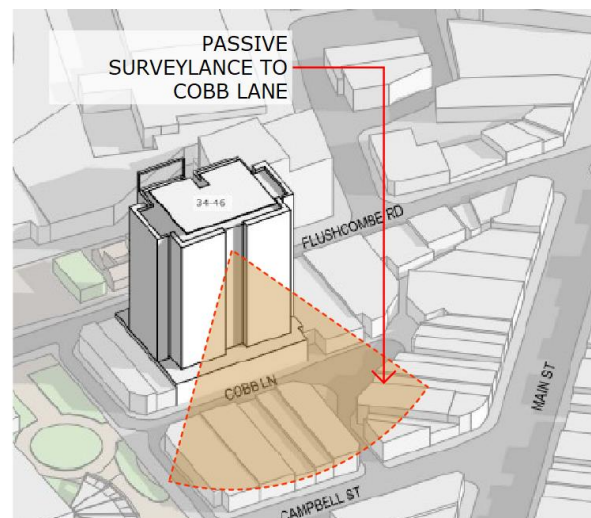 PASSIVE
SURVEYLANCE TO
COBB LANE
34-46
FLUSHCOMBE RD
COBB LN
MAIN ST
CAMPBELL ST